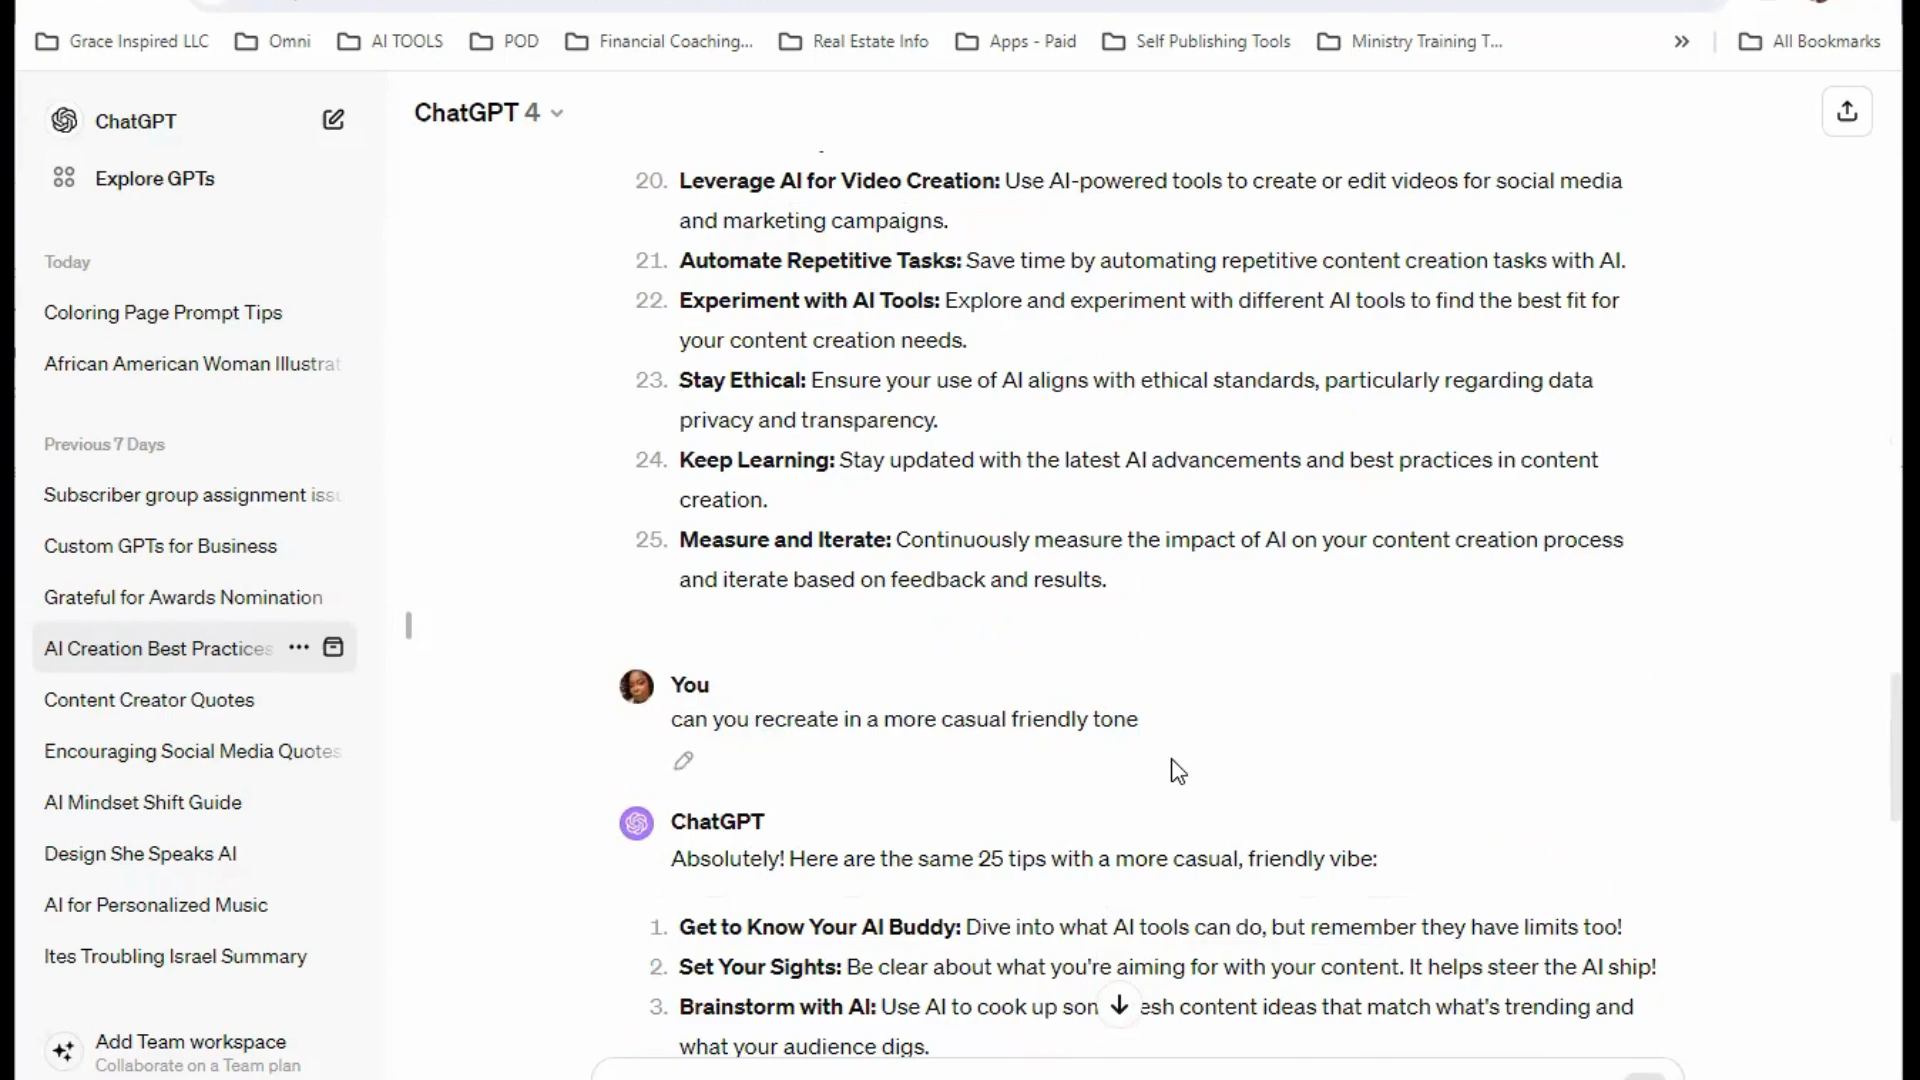 Grace Inspired LLC Omni AI TOOLS POD Financial Coaching... Real Estate Info Apps - Paid Self Publishing Tools Ministry Training T... » All Bookmarks
ChatGPT
Explore GPTs
Today
Coloring Page Prompt Tips
African American Woman Illustrat
Previous 7 Days
Subscriber group assignment issu
Custom GPTs for Business
Grateful for Awards Nomination
AI Creation Best Practices ...
Content Creator Quotes
Encouraging Social Media Quotes
AI Mindset Shift Guide
Design She Speaks AI
AI for Personalized Music
Ites Troubling Israel Summary
Add Team workspace
Collaborate on a Team plan
ChatGPT 4
20. Leverage AI for Video Creation: Use AI-powered tools to create or edit videos for social media
and marketing campaigns.
21. Automate Repetitive Tasks: Save time by automating repetitive content creation tasks with AI.
22. Experiment with AI Tools: Explore and experiment with different AI tools to find the best fit for
your content creation needs.
23. Stay Ethical: Ensure your use of AI aligns with ethical standards, particularly regarding data
privacy and transparency.
24. Keep Learning: Stay updated with the latest AI advancements and best practices in content
creation.
25. Measure and Iterate: Continuously measure the impact of AI on your content creation process
and iterate based on feedback and results.
You
can you recreate in a more casual friendly tone
ChatGPT
Absolutely! Here are the same 25 tips with a more casual, friendly vibe:
1. Get to Know Your AI Buddy: Dive into what AI tools can do, but remember they have limits too!
2. Set Your Sights: Be clear about what you're aiming for with your content. It helps steer the AI ship!
3. Brainstorm with AI: Use AI to cook up som esh content ideas that match what's trending and
what your audience digs.